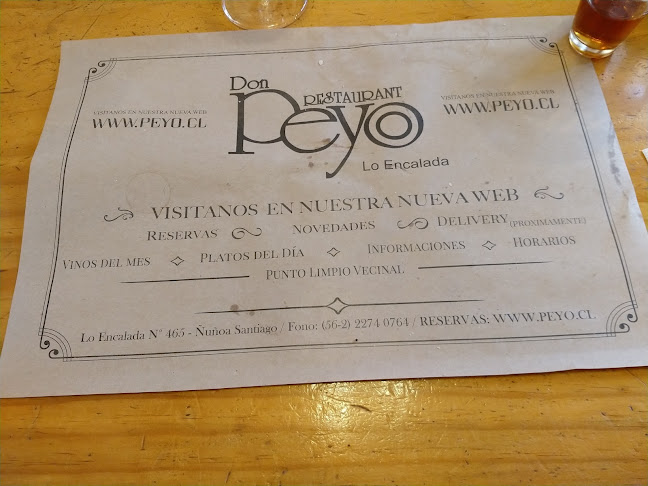 Don
RESTAURANT
Peyo
Lo Encalada
VISITANOS EN NUESTRA NUEVA WEB
WWW.PEYO.CL
VISITANOS EN NUESTRA NUEVA WEB
WWW.PEYO.CL
VISITANOS EN NUESTRA NUEVA WEB
RESERVAS NOVEDADES DELIVERY (PROXIMAMENTE)
VINOS DEL MES PLATOS DEL DÍA INFORMACIONES HORARIOS
PUNTO LIMPIO VECINAL
Lo Encalada N° 465 - Ñuñoa Santiago / Fono: (56-2) 2274 0764 / RESERVAS: WWW.PEYO.CL